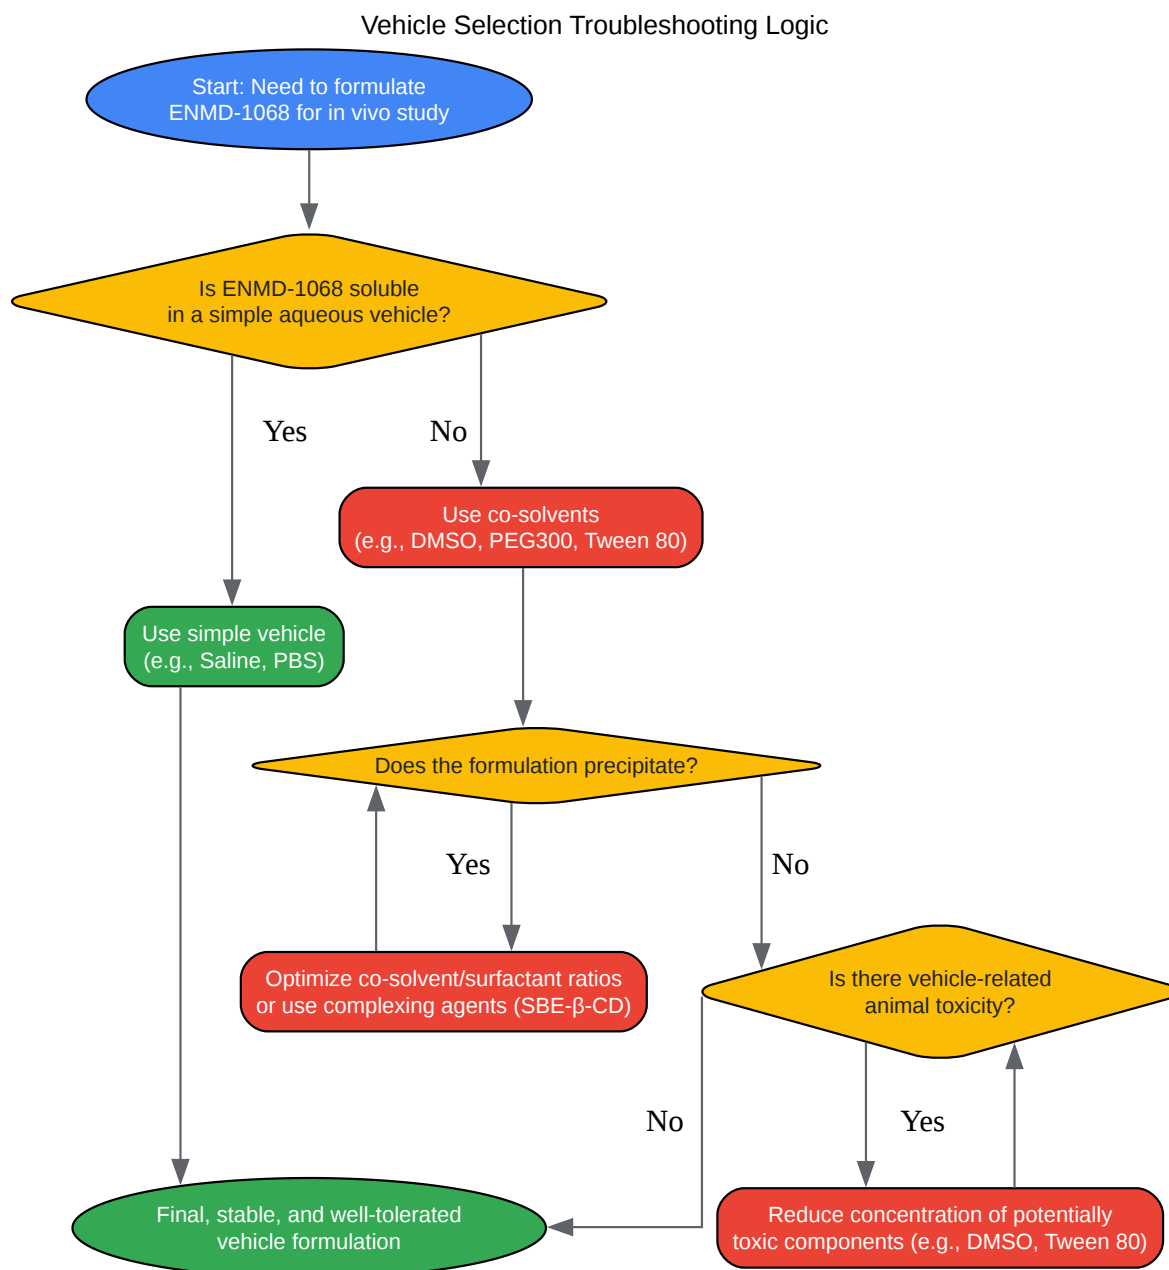 Vehicle Selection Troubleshooting Logic
Start: Need to formulate
ENMD-1068 for in vivo study
Is ENMD-1068 soluble
in a simple aqueous vehicle?
Yes
No
Use co-solvents
(e.g., DMSO, PEG300, Tween 80)
Use simple vehicle
(e.g., Saline, PBS)
Does the formulation precipitate?
Yes
No
Optimize co-solvent/surfactant ratios
or use complexing agents (SBE-β-CD)
Is there vehicle-related
animal toxicity?
No
Yes
Final, stable, and well-tolerated
vehicle formulation
Reduce concentration of potentially
toxic components (e.g., DMSO, Tween 80)